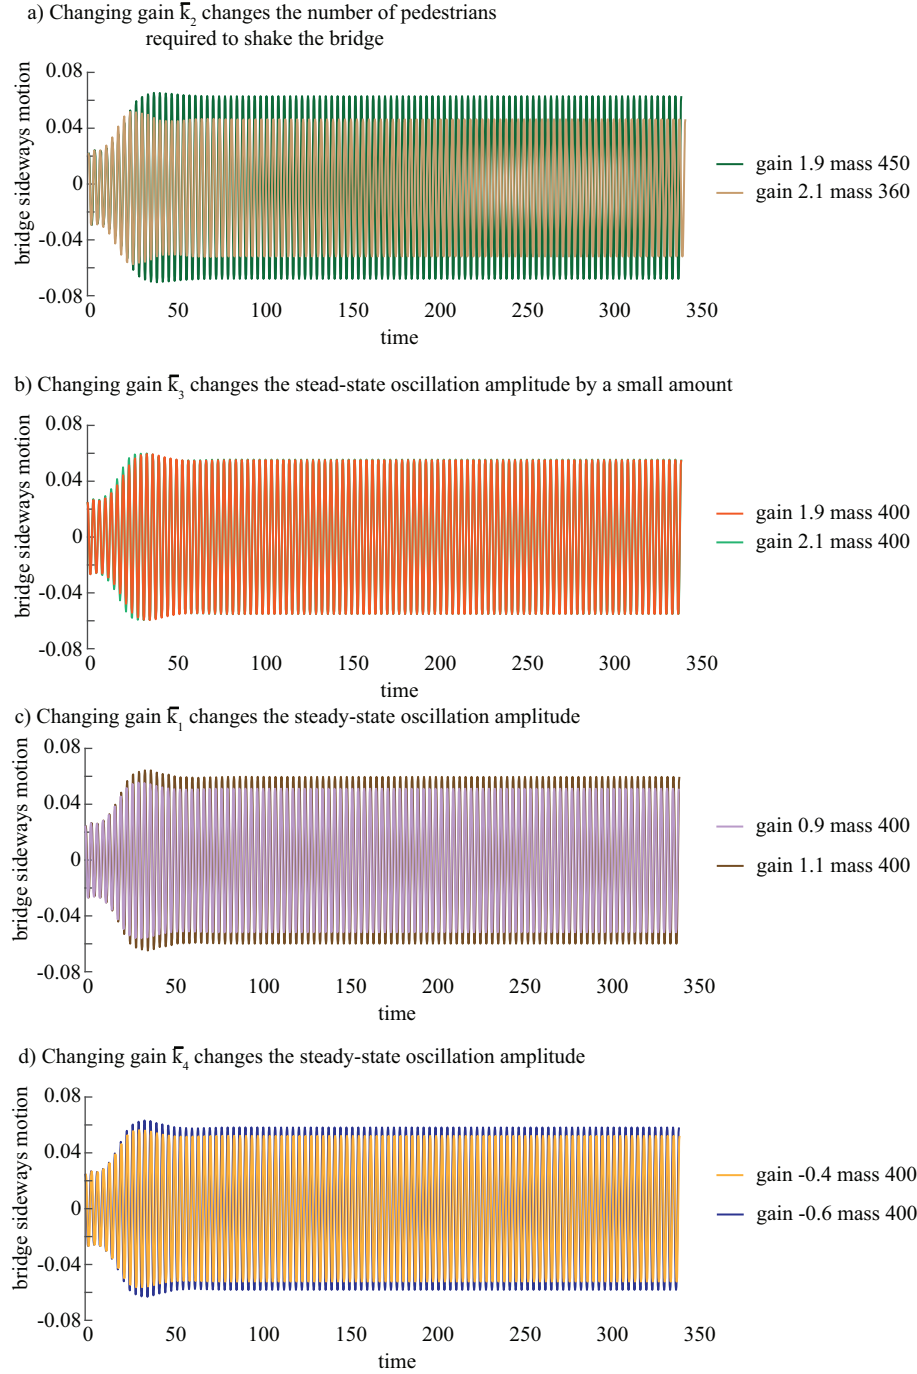 a) Changing gain k̅₂ changes the number of pedestrians
required to shake the bridge
bridge sideways motion
0.08
0.04
0
-0.04
-0.08
0 50 100 150 200 250 300 350
time
gain 1.9 mass 450
gain 2.1 mass 360
b) Changing gain k̅₃ changes the stead-state oscillation amplitude by a small amount
bridge sideways motion
0.08
0.04
0
-0.04
-0.08
0 50 100 150 200 250 300 350
time
gain 1.9 mass 400
gain 2.1 mass 400
c) Changing gain k̅₁ changes the steady-state oscillation amplitude
bridge sideways motion
0.08
0.04
0
-0.04
-0.08
0 50 100 150 200 250 300 350
time
gain 0.9 mass 400
gain 1.1 mass 400
d) Changing gain k̅₄ changes the steady-state oscillation amplitude
bridge sideways motion
0.08
0.04
0
-0.04
-0.08
0 50 100 150 200 250 300 350
time
gain -0.4 mass 400
gain -0.6 mass 400